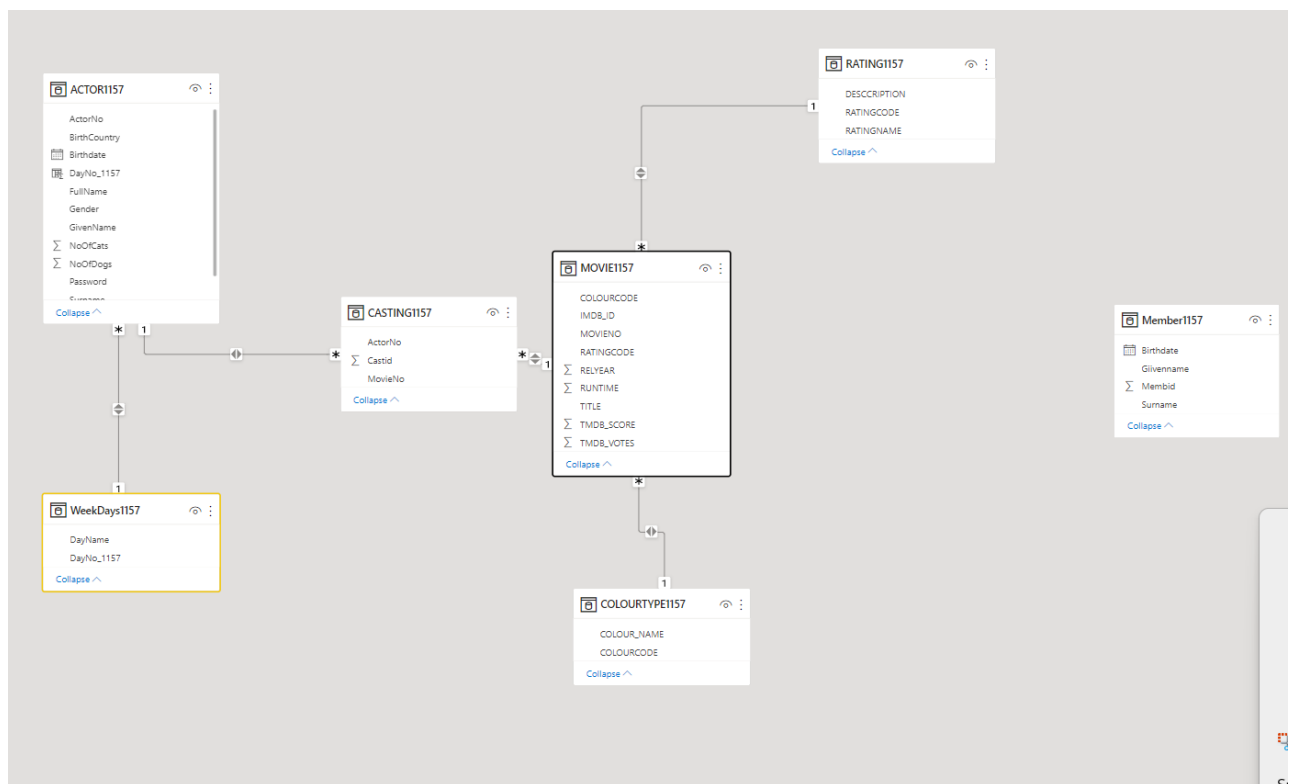 ACTOR1157
ActorNo
BirthCountry
Birthdate
DayNo_1157
FullName
Gender
GivenName
NoOfCats
NoOfDogs
Password
Surname
Collapse
* 1
1
WeekDays1157
DayName
DayNo_1157
Collapse
* CASTING1157
ActorNo
Castid
MovieNo
Collapse
* 1
RATING1157
DESCCRIPTION
RATINGCODE
RATINGNAME
Collapse
1
*
MOVIE1157
COLOURCODE
IMDB_ID
MOVIENO
RATINGCODE
RELYEAR
RUNTIME
TITLE
TMDB_SCORE
TMDB_VOTES
Collapse
*
1
COLOURTYPE1157
COLOUR_NAME
COLOURCODE
Collapse
Member1157
Birthdate
Giivenname
Membid
Surname
Collapse